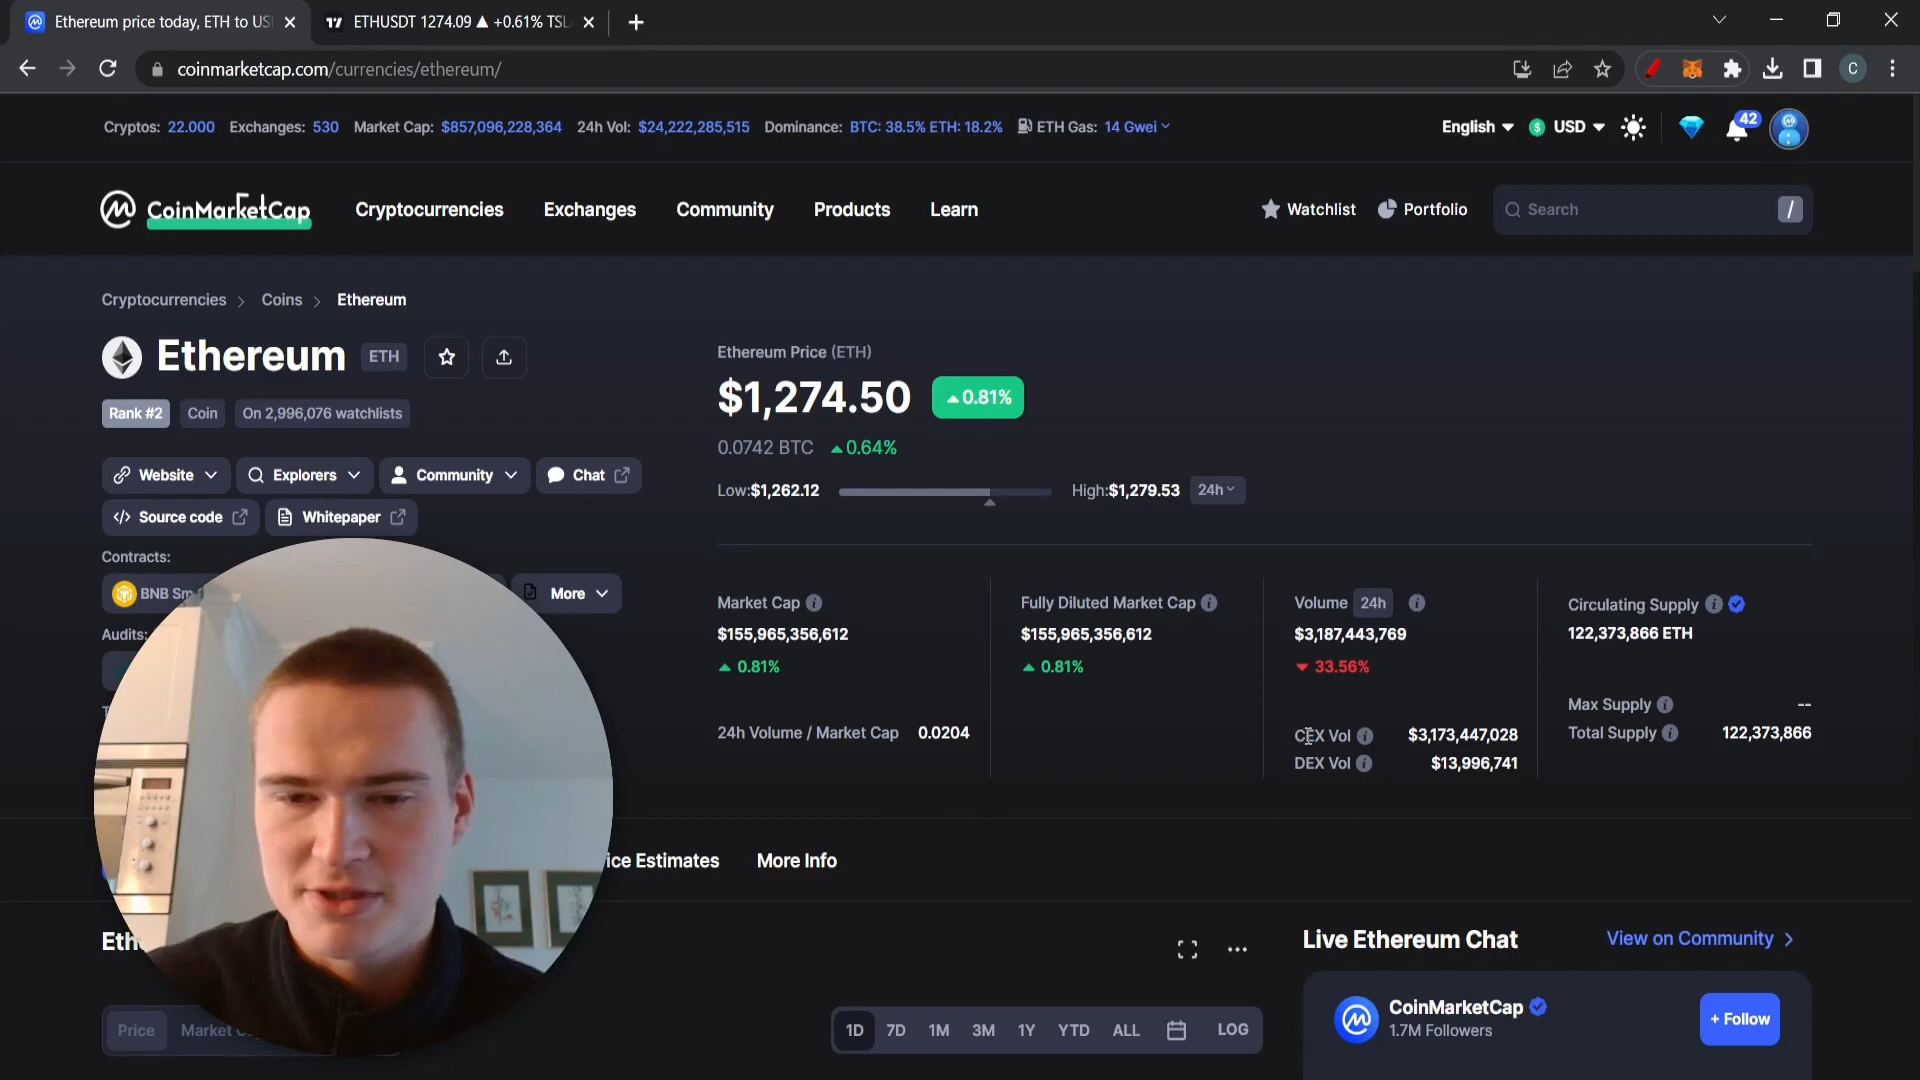 Ethereum price today, ETH to US
ETHUSDT 1274.09 ▲ +0.61% TSL
coinmarketcap.com/currencies/ethereum/
C
Cryptos: 22.000 Exchanges: 530 Market Cap: $857,096,228,364 24h Vol: $24,222,285,515 Dominance: BTC: 38.5% ETH: 18.2% ETH Gas: 14 Gwei
English USD 42
CoinMarketCap Cryptocurrencies Exchanges Community Products Learn Watchlist Portfolio Search /
Cryptocurrencies > Coins > Ethereum
Ethereum ETH
Rank #2 Coin On 2,996,076 watchlists
Website Explorers Community Chat
Source code Whitepaper
Contracts:
BNB Sm More
Audits:
Ethereum Price (ETH)
$1,274.50 0.81%
0.0742 BTC 0.64%
Low:$1,262.12 High:$1,279.53 24h
Market Cap
$155,965,356,612
0.81%
24h Volume / Market Cap 0.0204
Fully Diluted Market Cap
$155,965,356,612
0.81%
Volume 24h
$3,187,443,769
33.56%
CEX Vol $3,173,447,028
DEX Vol $13,996,741
Circulating Supply
122,373,866 ETH
Max Supply --
Total Supply 122,373,866
ice Estimates More Info
Eth
Price Market C
1D 7D 1M 3M 1Y YTD ALL LOG
Live Ethereum Chat View on Community >
CoinMarketCap
1.7M Followers
+ Follow